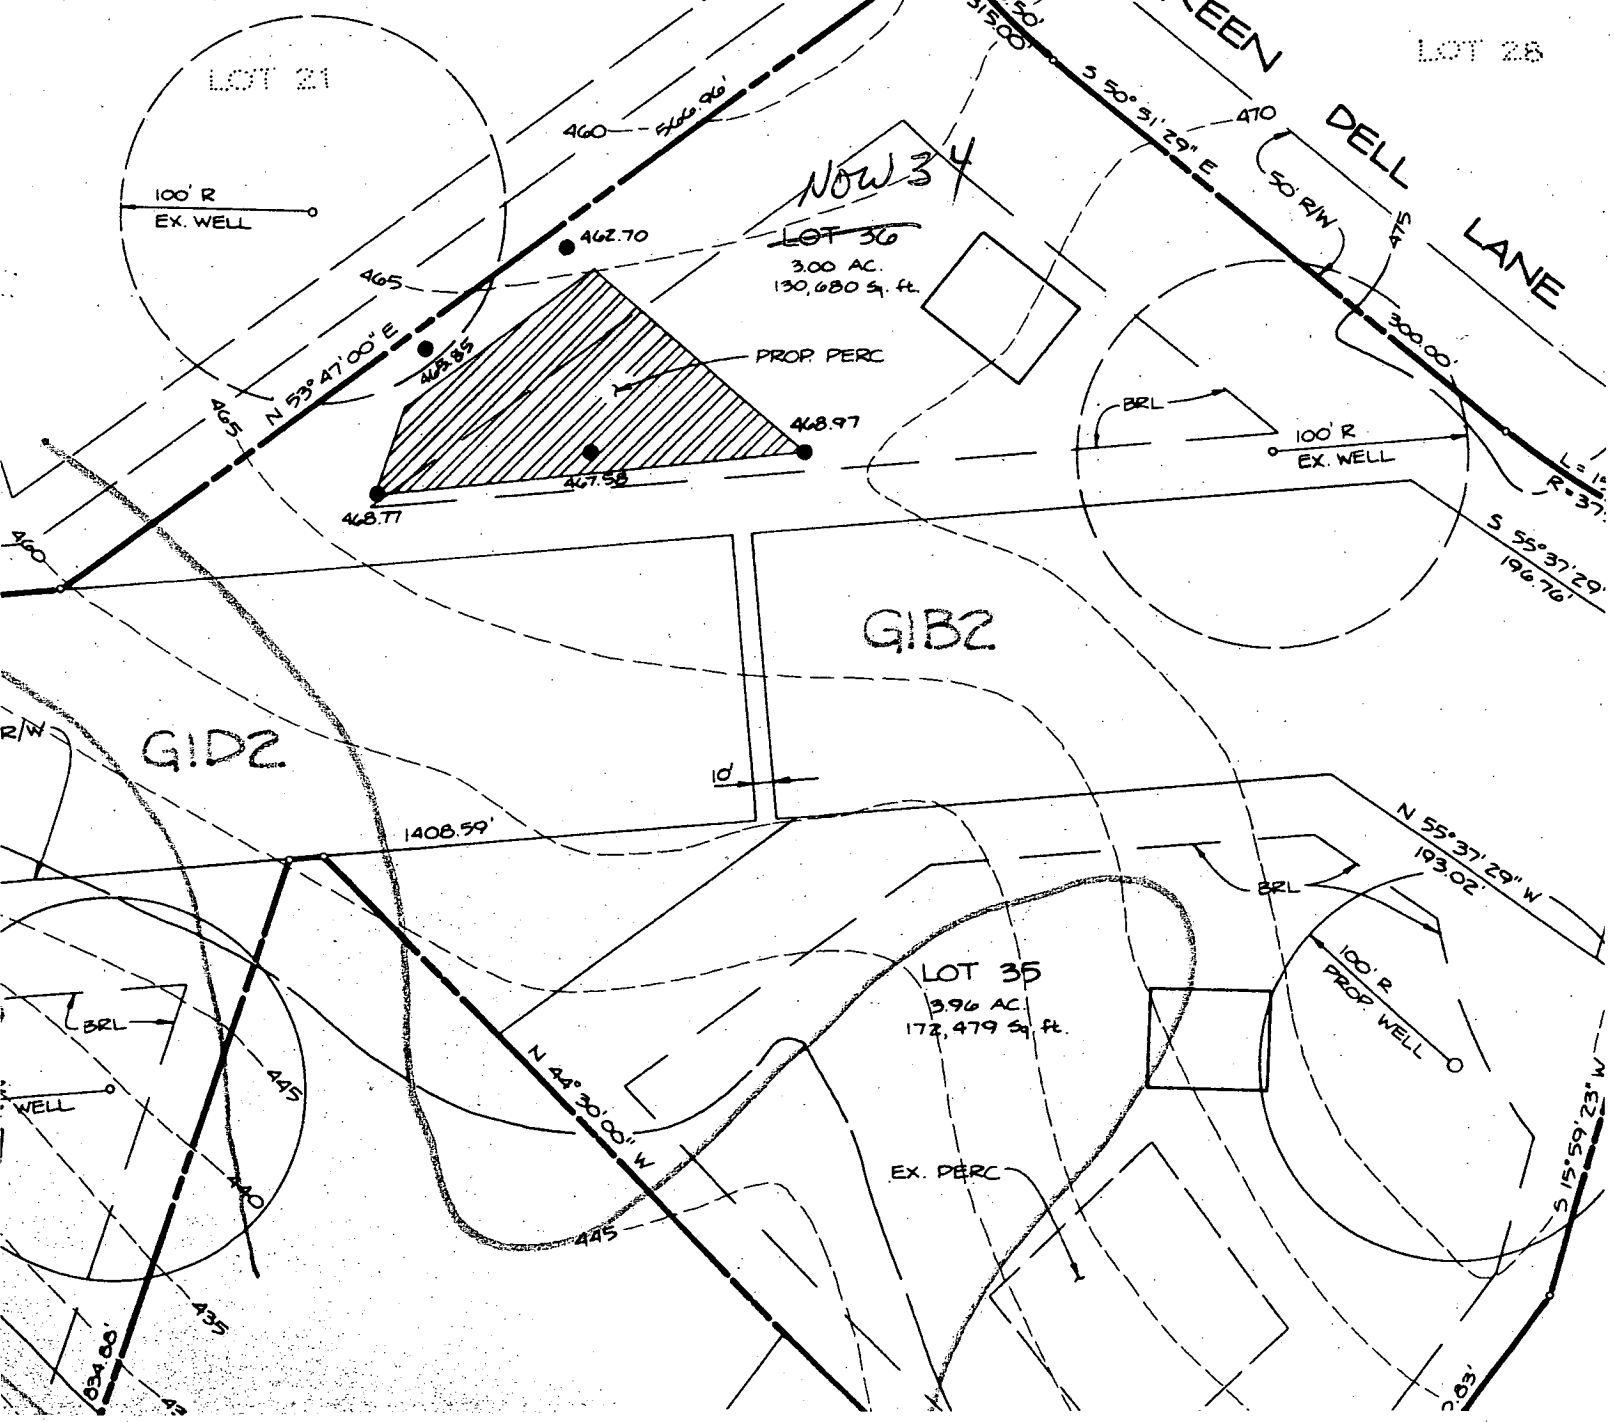 LOT 21
100' R
EX. WELL
460
566.96'
315.00'
S 50° 51' 29" E
470
DELL
LANE
LOT 28
50' R/W
475
300.00'
NOW 34
LOT 36
3.00 AC.
130,680 Sq. ft.
462.70
465
N 53° 47' 00" E
PROP. PERC
468.97
467.58
468.77
465
460
BRL
100' R
EX. WELL
S 55° 37' 29"
196.76'
G1B2
G1D2
R/W
10'
1408.59'
N 55° 37' 29" W
193.02'
BRL
LOT 35
3.96 AC.
172,479 Sq. ft.
100' R
PROP. WELL
BRL
WELL
445
N 44° 30' 00" W
EX. PERC
S 15° 59' 23" W
440
445
435
834.88'